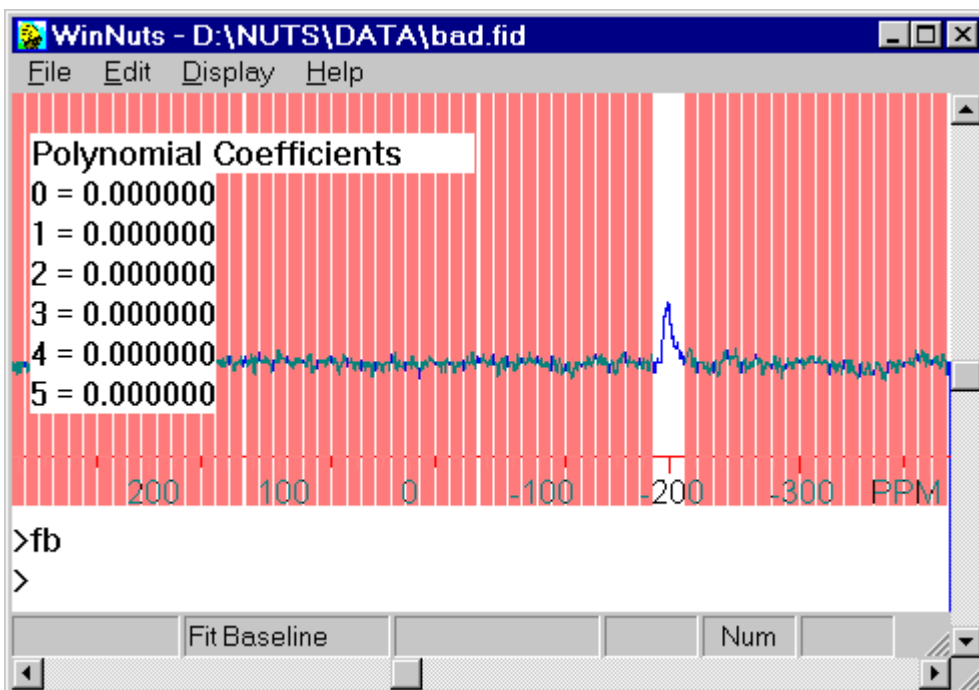 WinNuts - D:\NUTS\DATA\bad.fid
File Edit Display Help
Polynomial Coefficients
0 = 0.000000
1 = 0.000000
2 = 0.000000
3 = 0.000000
4 = 0.000000
5 = 0.000000
200 100 0 -100 -200 -300 PPM
>fb
>
Fit Baseline Num